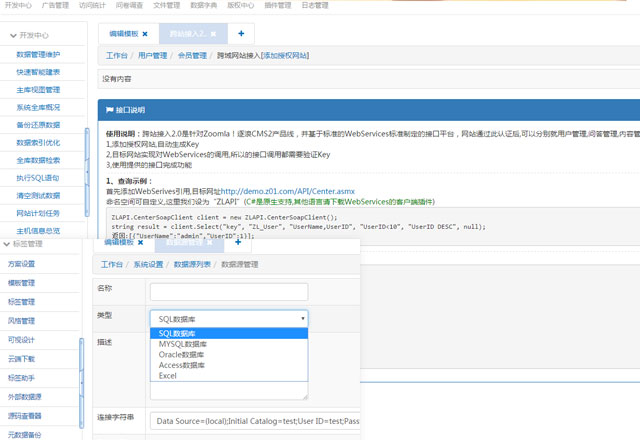 开发中心 广告管理 访问统计 问卷调查 文件管理 数据字典 版权中心 插件管理 日志管理
开发中心
数据管理维护
快速智能建表
主库视图管理
系统全库概况
备份还原数据
数据索引优化
全库数据检索
执行SQL语句
清空测试数据
网站计划任务
主机信息总览
编辑模板 跨站接入2..
工作台 / 用户管理 / 会员管理 / 跨域网站接入[添加授权网站]
没有内容
接口说明
使用说明:跨站接入2.0是针对Zoomla!逐浪CMS2产品线,并基于标准的WebServices标准制定的接口平台,网站通过此认证后,可以分别就用户管理,问答管理,内容管
1,添加授权网站,自动生成Key
2,目标网站实现对WebServices的调用,所以的接口调用都需要验证Key
3,使用提供的接口完成功能
1、查询示例:
首先添加WebSerives引用,目标网址http://demo.z01.com/API/Center.asmx
命名空间可自定义,这里我们设为"ZLAPI"(C#是原生支持,其他语言请下载WebServices的客户端插件)
ZLAPI.CenterSoapClient client = new ZLAPI.CenterSoapClient();
string result = client.Select("key", "ZL_User", "UserName,UserID", "UserID<10", "UserID DESC", null);
返回:[{"UserName":"admin","UserID":1}];
标签管理
方案设置
模板管理
标签管理
风格管理
可视设计
云端下载
标签助手
外部数据源
源码查看器
元数据备份
编辑模板 数据源管理
工作台 / 系统设置 / 数据源列表 / 数据源管理
名称
类型 SQL数据库
SQL数据库
MYSQL数据库
Oracle数据库
Access数据库
Excel
描述
连接字符串 Data Source=(local);Initial Catalog=test;User ID=test;Pass